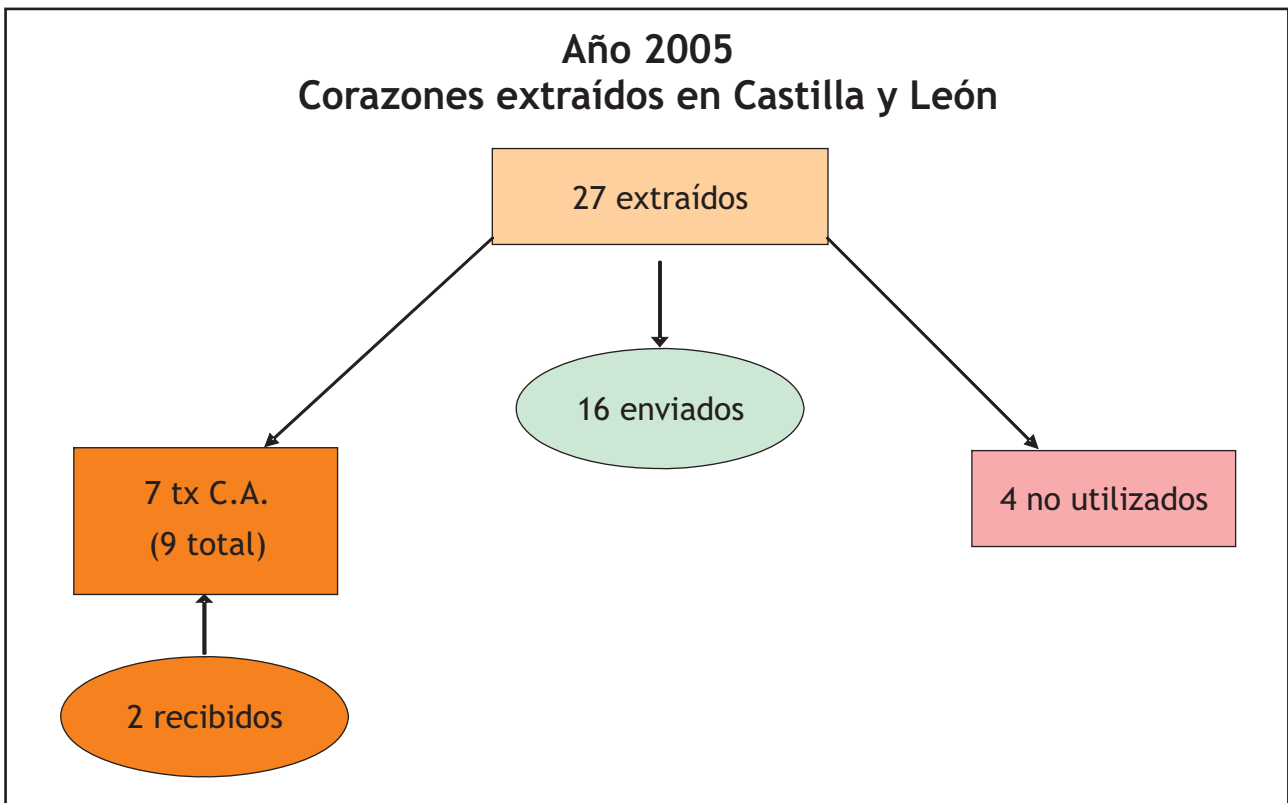 Año 2005
Corazones extraídos en Castilla y León
27 extraídos
16 enviados
7 tx C.A.
(9 total)
4 no utilizados
2 recibidos